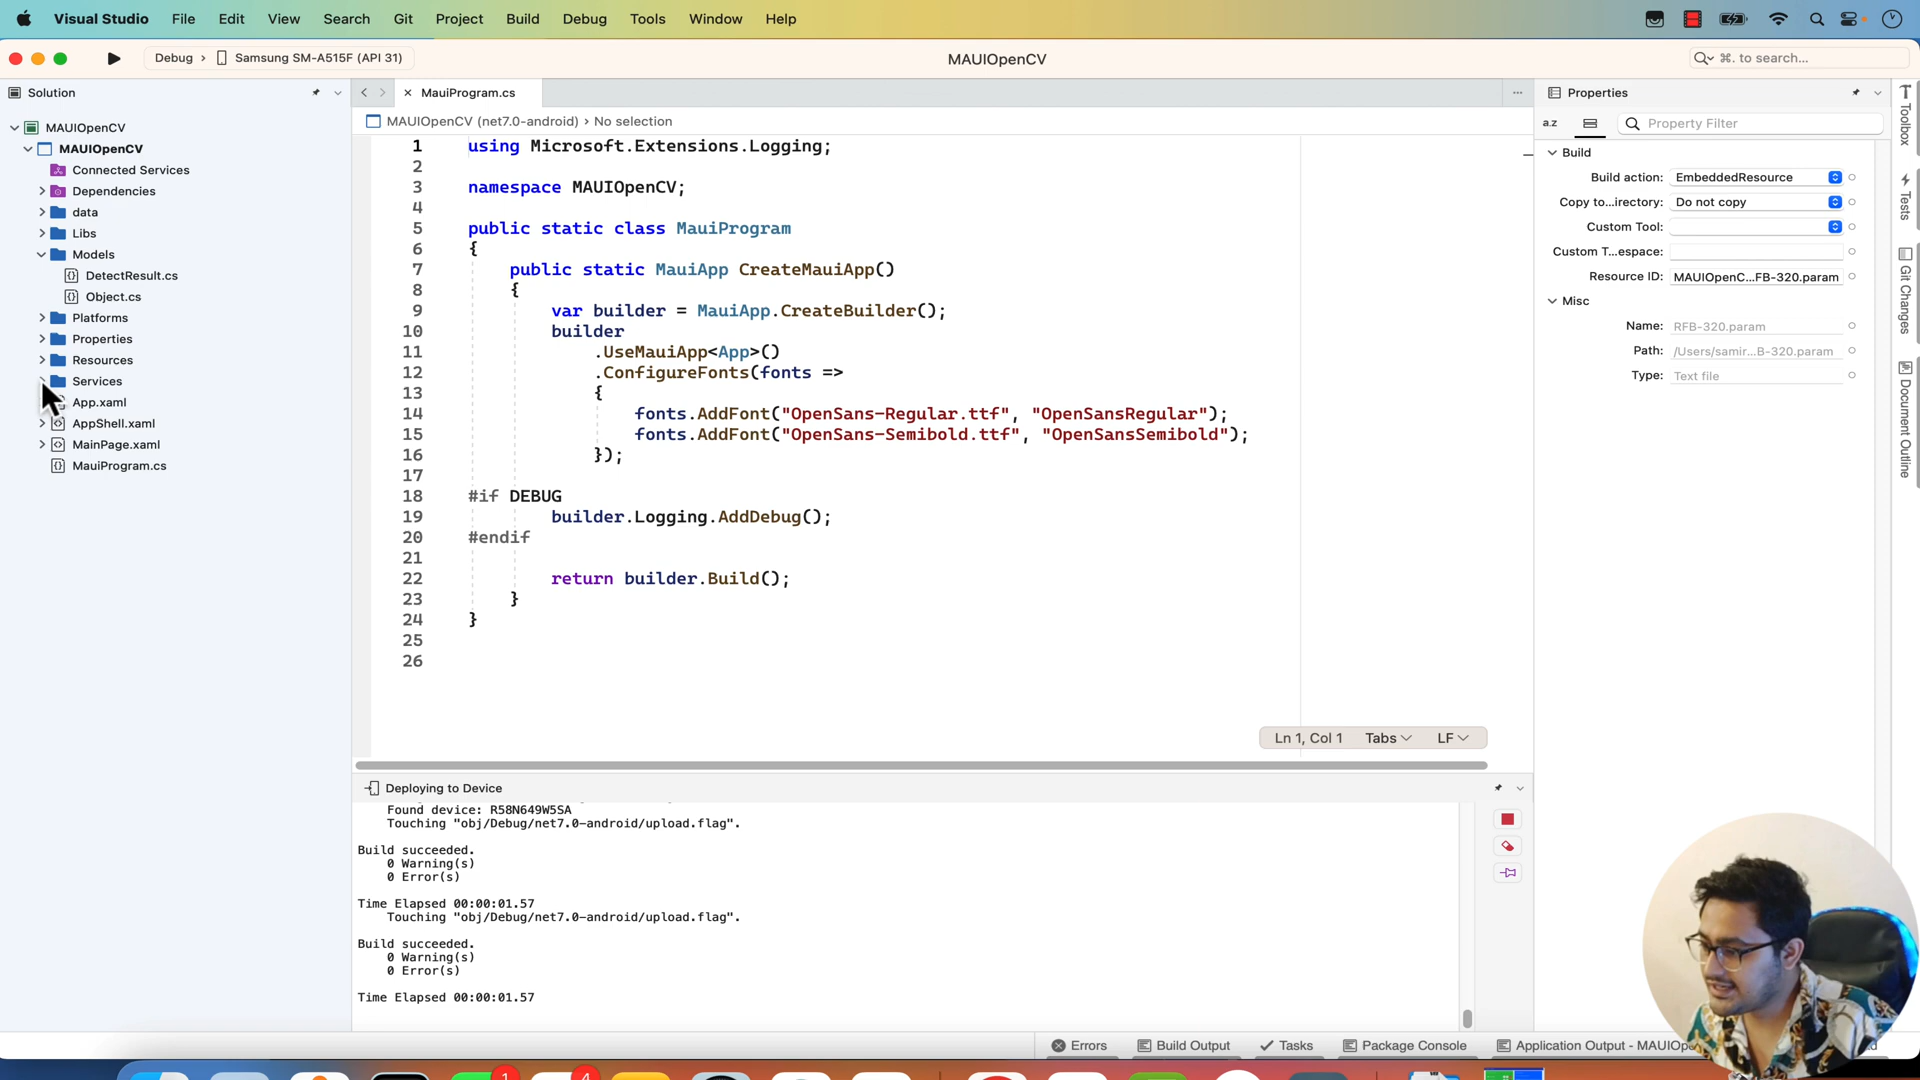 Visual Studio File Edit View Search Git Project Build Debug Tools Window Help
Debug › Samsung SM-A515F (API 31)
MAUIOpenCV
⌘. to search...
Solution
MAUIOpenCV
MAUIOpenCV
Connected Services
Dependencies
data
Libs
Models
DetectResult.cs
Object.cs
Platforms
Properties
Resources
Services
App.xaml
AppShell.xaml
MainPage.xaml
MauiProgram.cs
MauiProgram.cs
MAUIOpenCV (net7.0-android) › No selection
1 using Microsoft.Extensions.Logging;
2
3 namespace MAUIOpenCV;
4
5 public static class MauiProgram
6 {
7 public static MauiApp CreateMauiApp()
8 {
9 var builder = MauiApp.CreateBuilder();
10 builder
11 .UseMauiApp<App>()
12 .ConfigureFonts(fonts =>
13 {
14 fonts.AddFont("OpenSans-Regular.ttf", "OpenSansRegular");
15 fonts.AddFont("OpenSans-Semibold.ttf", "OpenSansSemibold");
16 });
17
18 #if DEBUG
19 builder.Logging.AddDebug();
20 #endif
21
22 return builder.Build();
23 }
24 }
25
26
Ln 1, Col 1 Tabs LF
Deploying to Device
Found device: R58N649W5SA
Touching "obj/Debug/net7.0-android/upload.flag".
Build succeeded.
0 Warning(s)
0 Error(s)
Time Elapsed 00:00:01.57
Touching "obj/Debug/net7.0-android/upload.flag".
Build succeeded.
0 Warning(s)
0 Error(s)
Time Elapsed 00:00:01.57
Errors Build Output Tasks Package Console Application Output - MAUIOp
Properties
a.z Property Filter
Build
Build action: EmbeddedResource
Copy to...irectory: Do not copy
Custom Tool:
Custom T...espace:
Resource ID: MAUIOpenC...FB-320.param
Misc
Name: RFB-320.param
Path: /Users/samir...B-320.param
Type: Text file
Toolbox
Tests
Git Changes
Document Outline
1
4